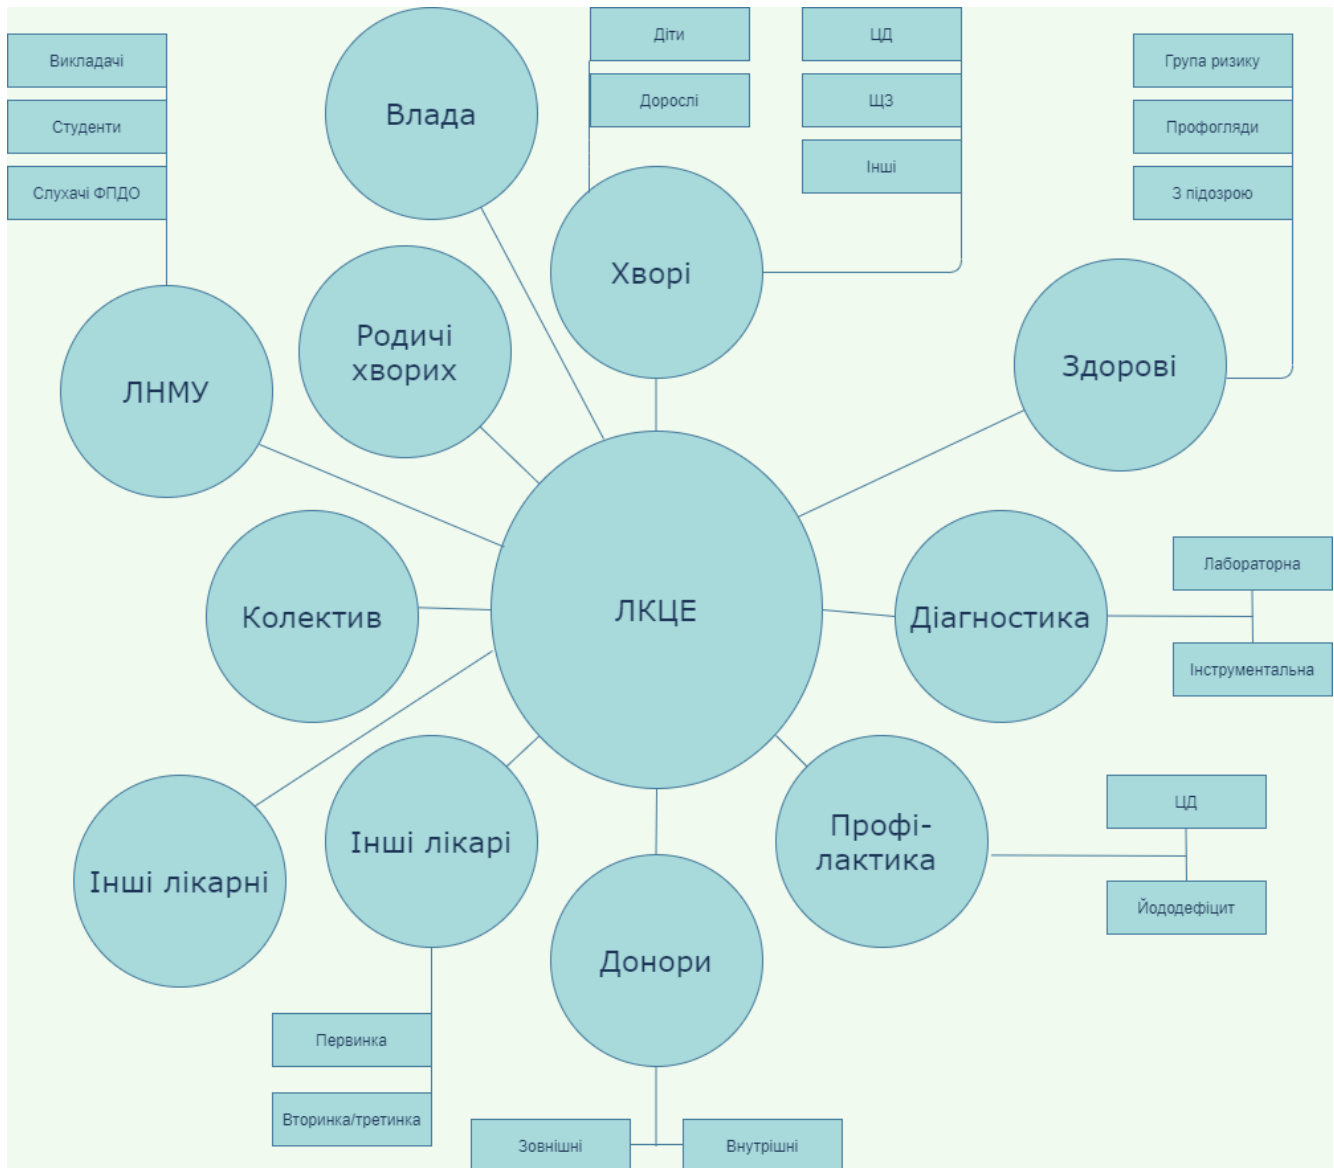 Викладачі
Студенти
Слухачі ФПДО
Влада
Діти
Дорослі
ЦД
ЩЗ
Інші
Група ризику
Профогляди
З підозрою
ЛНМУ
Родичі
хворих
Хворі
Здорові
Колектив
ЛКЦЕ
Діагностика
Лабораторна
Інструментальна
Інші лікарні
Інші лікарі
Донори
Профі-
лактика
ЦД
Йододефіцит
Первинка
Вторинка/третинка
Зовнішні
Внутрішні